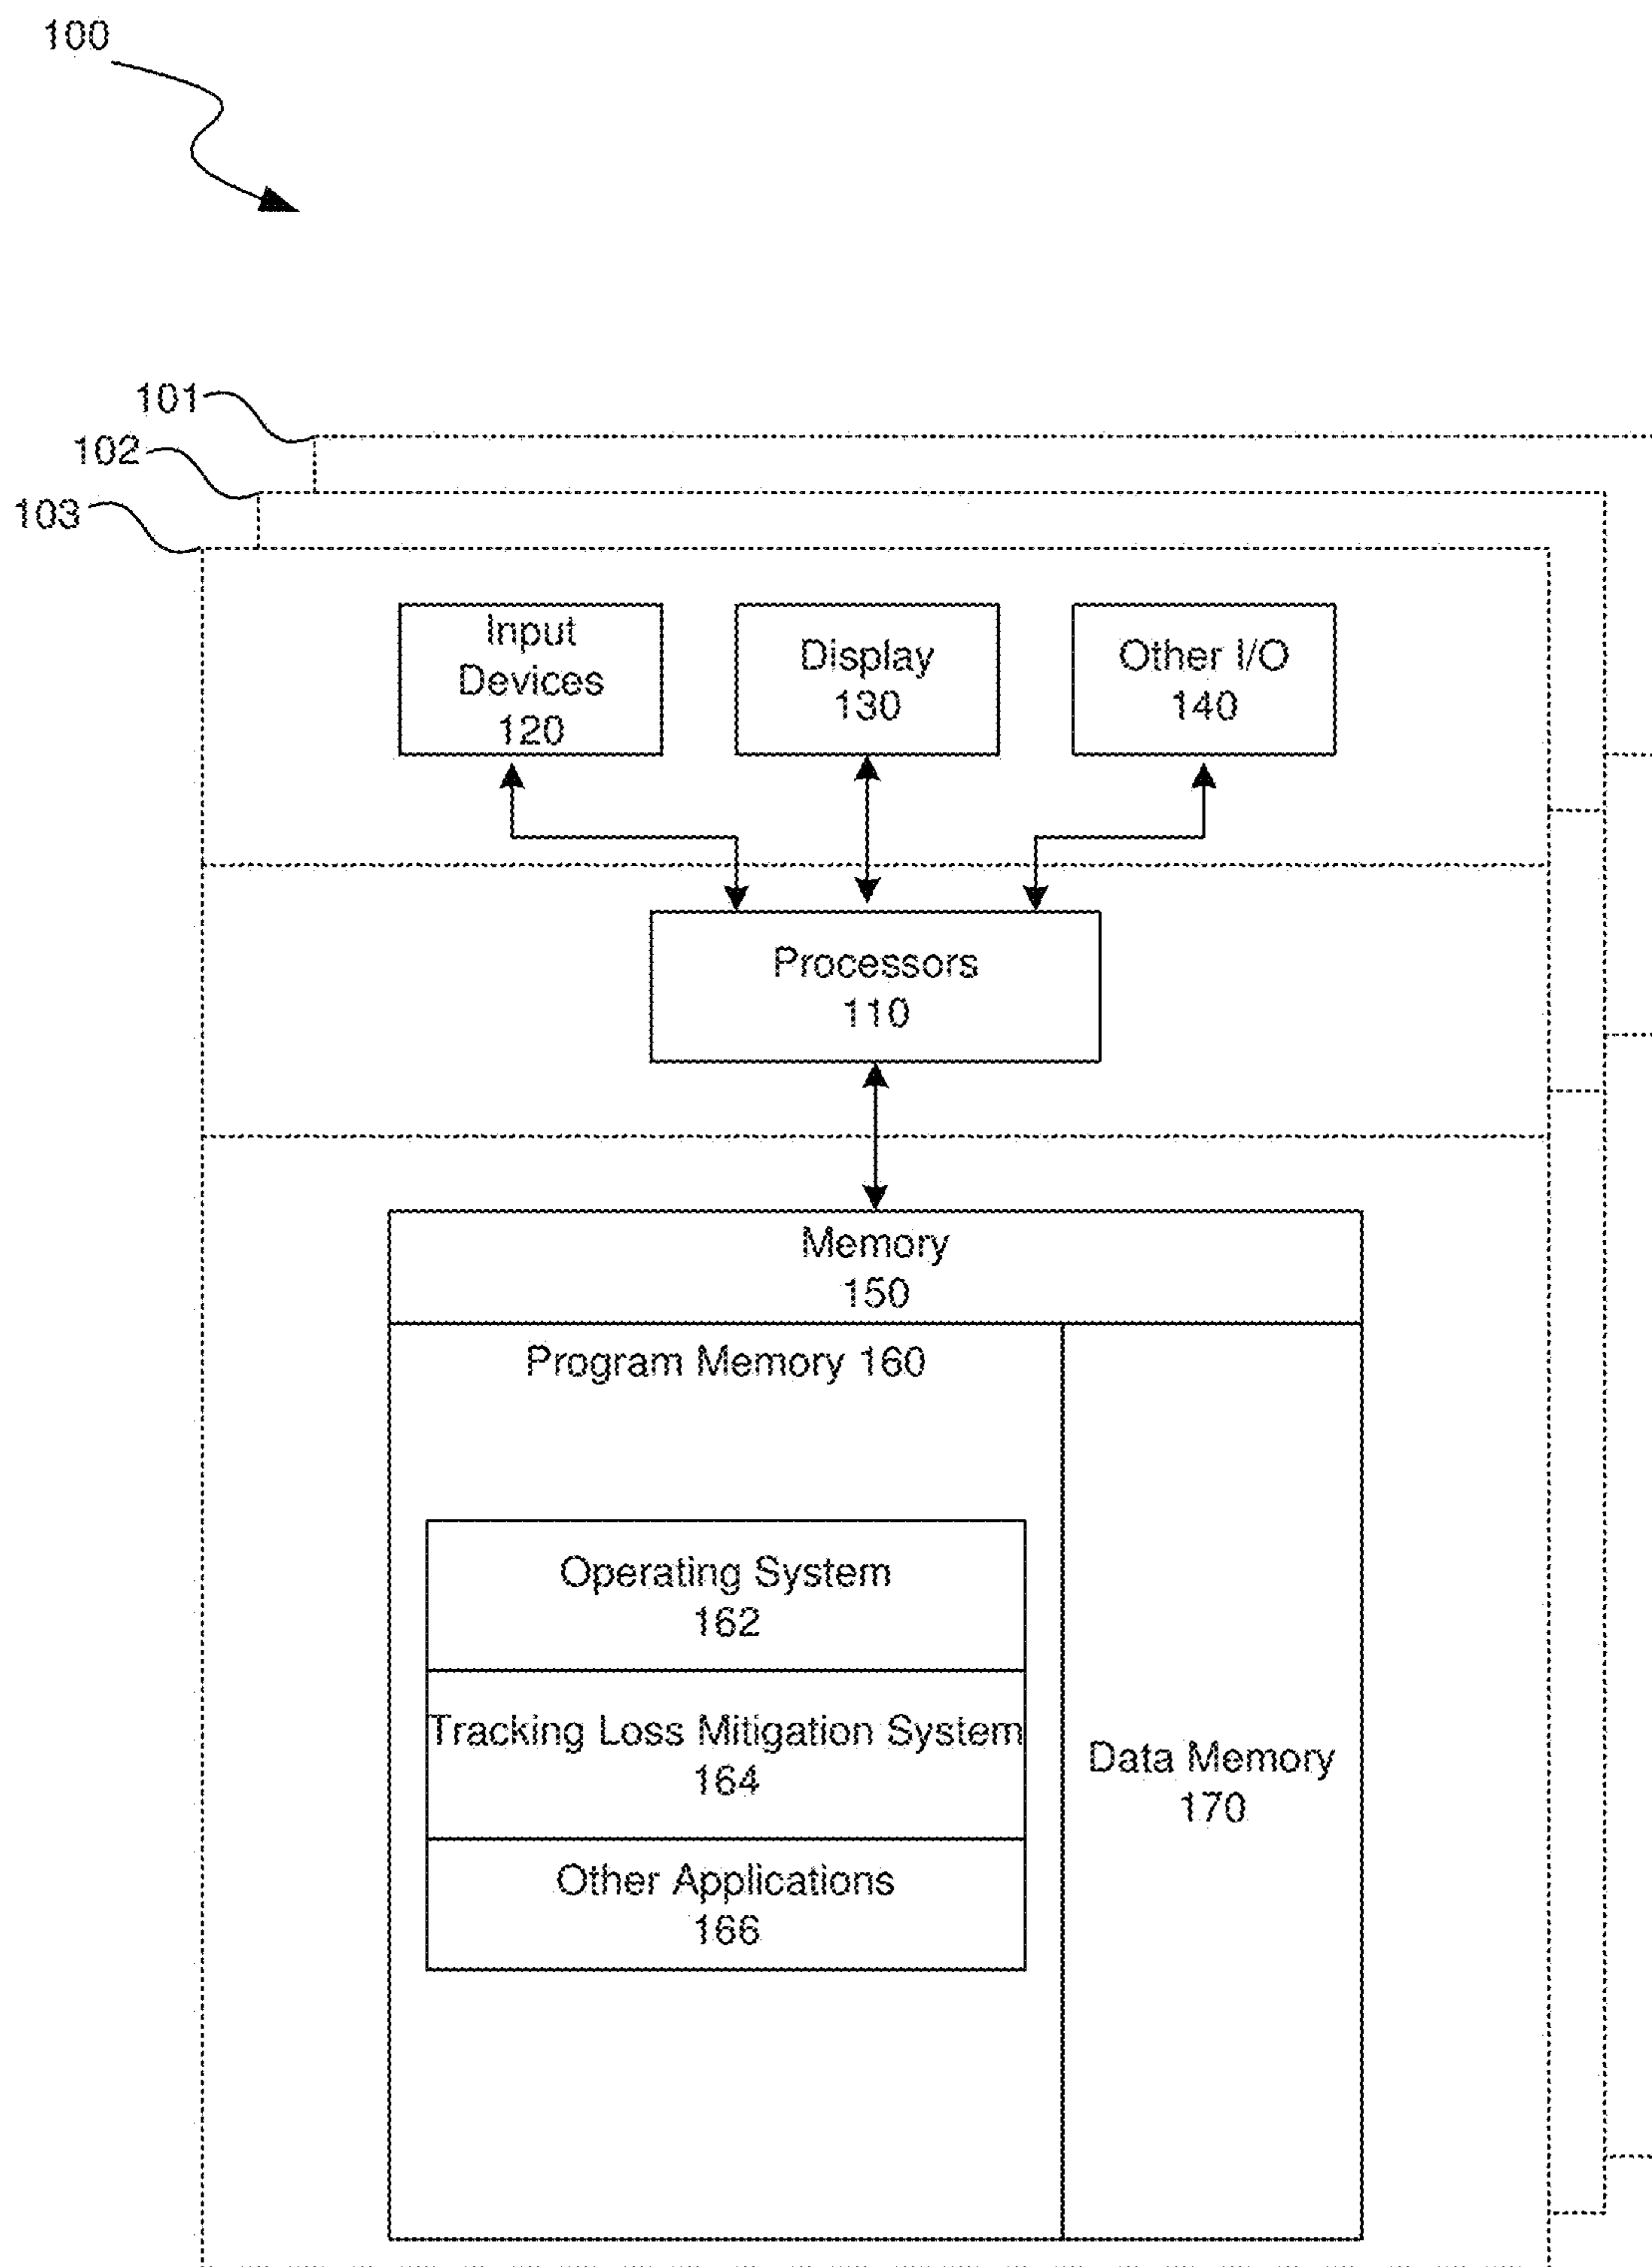 100
101
102
103
Input
Devices
120
Display
130
Other I/O
140
Processors
110
Memory
150
Program Memory 160
Operating System
162
Tracking Loss Mitigation System
164
Other Applications
166
Data Memory
170